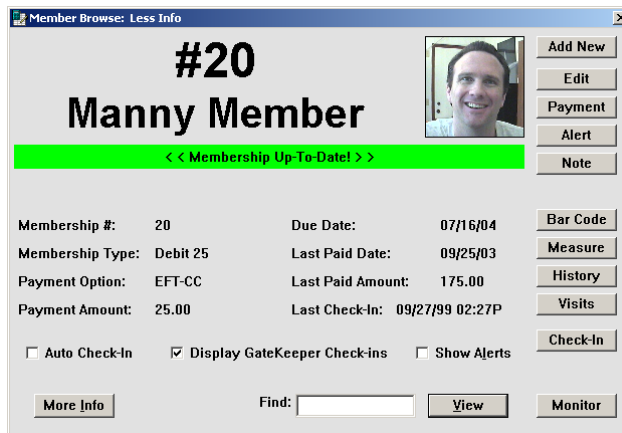 Member Browse: Less Info
#20
Manny Member
< < Membership Up-To-Date! > >
Add New
Edit
Payment
Alert
Note
Membership #: 20 Due Date: 07/16/04
Membership Type: Debit 25 Last Paid Date: 09/25/03
Payment Option: EFT-CC Last Paid Amount: 175.00
Payment Amount: 25.00 Last Check-In: 09/27/99 02:27P
Bar Code
Measure
History
Visits
Check-In
Auto Check-In Display GateKeeper Check-ins Show Alerts
More Info Find: View Monitor